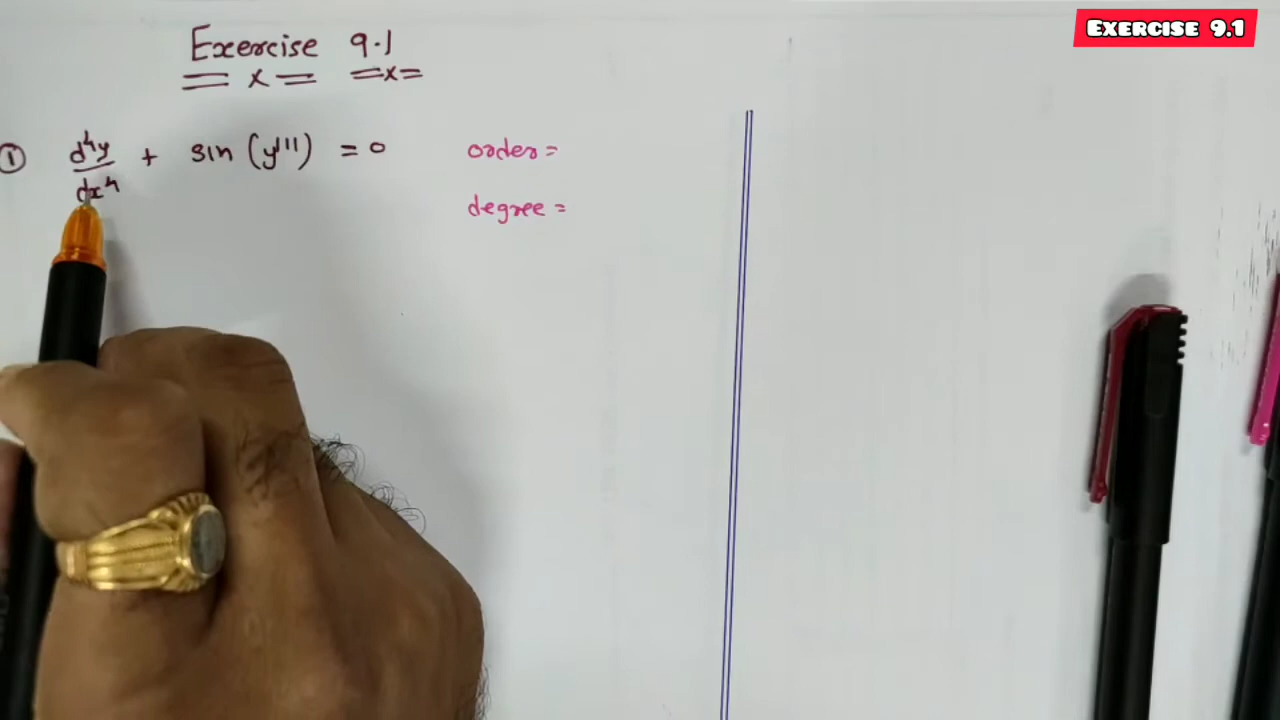 Exercise 9.1
Exercise 9.1
= x = =x=
① d⁴y/dx⁴ + sin (y''') = 0
order =
degree =